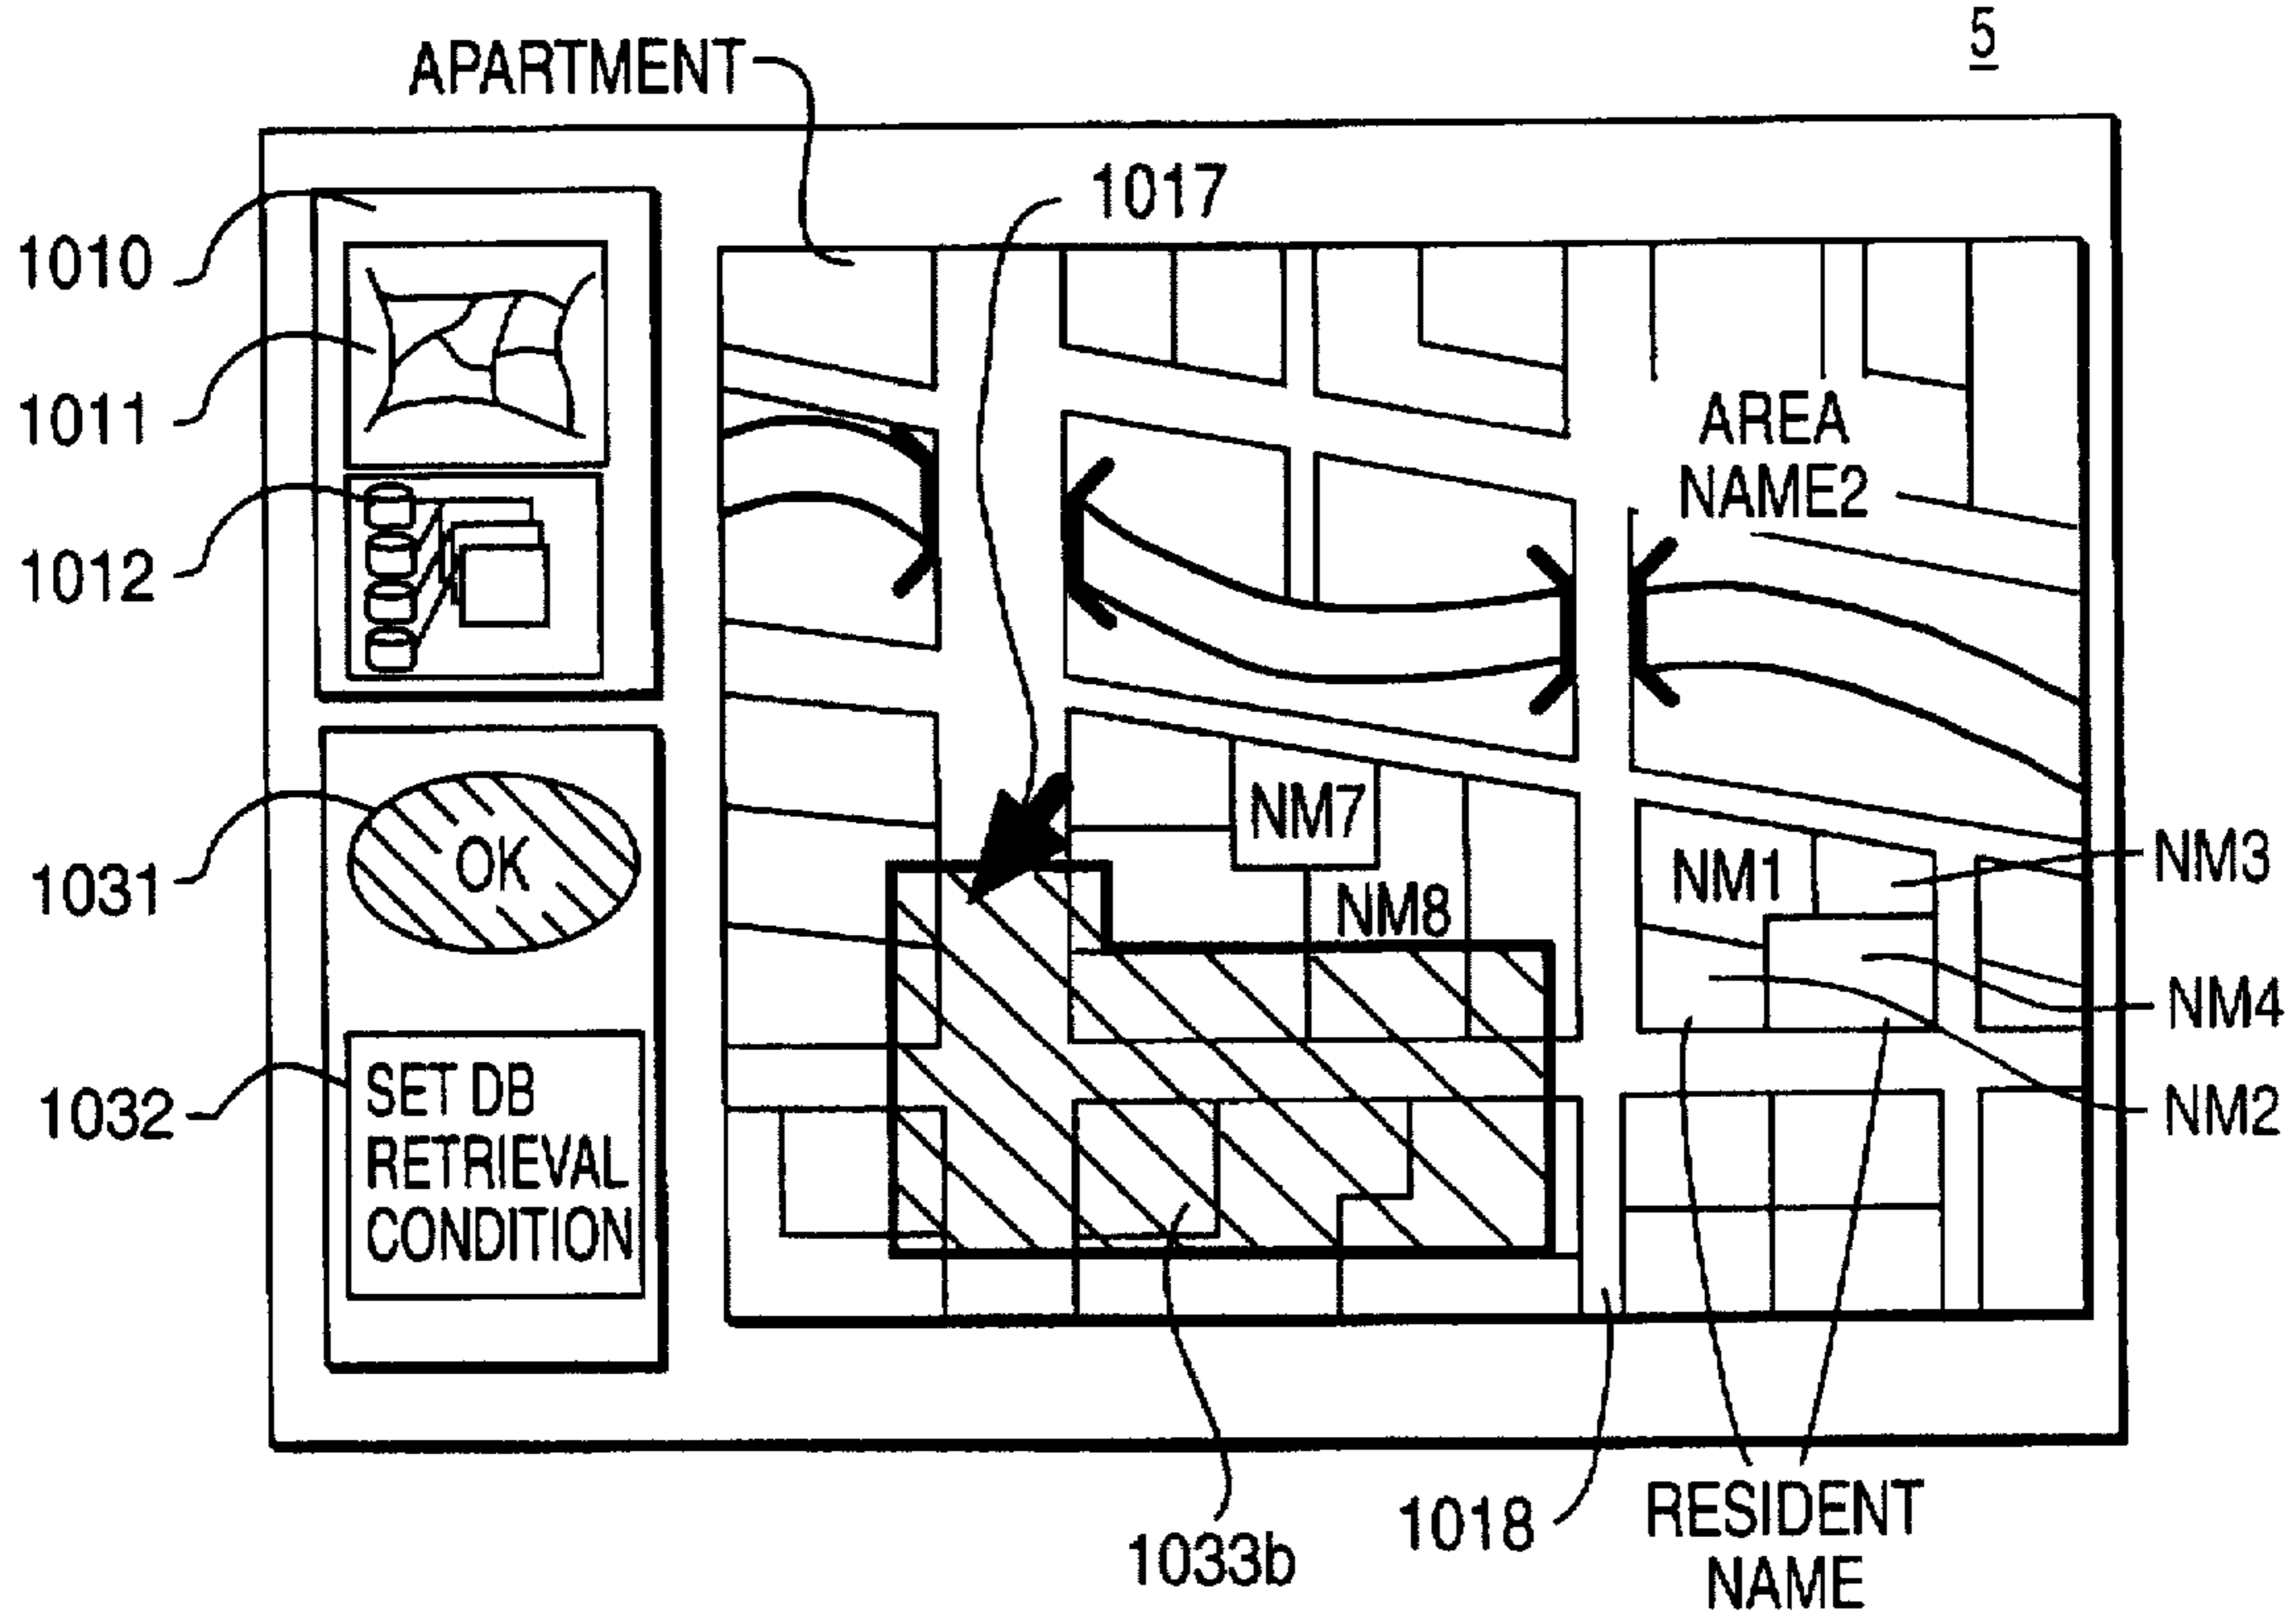 5
APARTMENT
1017
1010
1011
1012
AREA
NAME2
NM7
NM8
NM1
NM3
NM4
NM2
1031
OK
1032
SET DB
RETRIEVAL
CONDITION
1033b
1018
RESIDENT
NAME